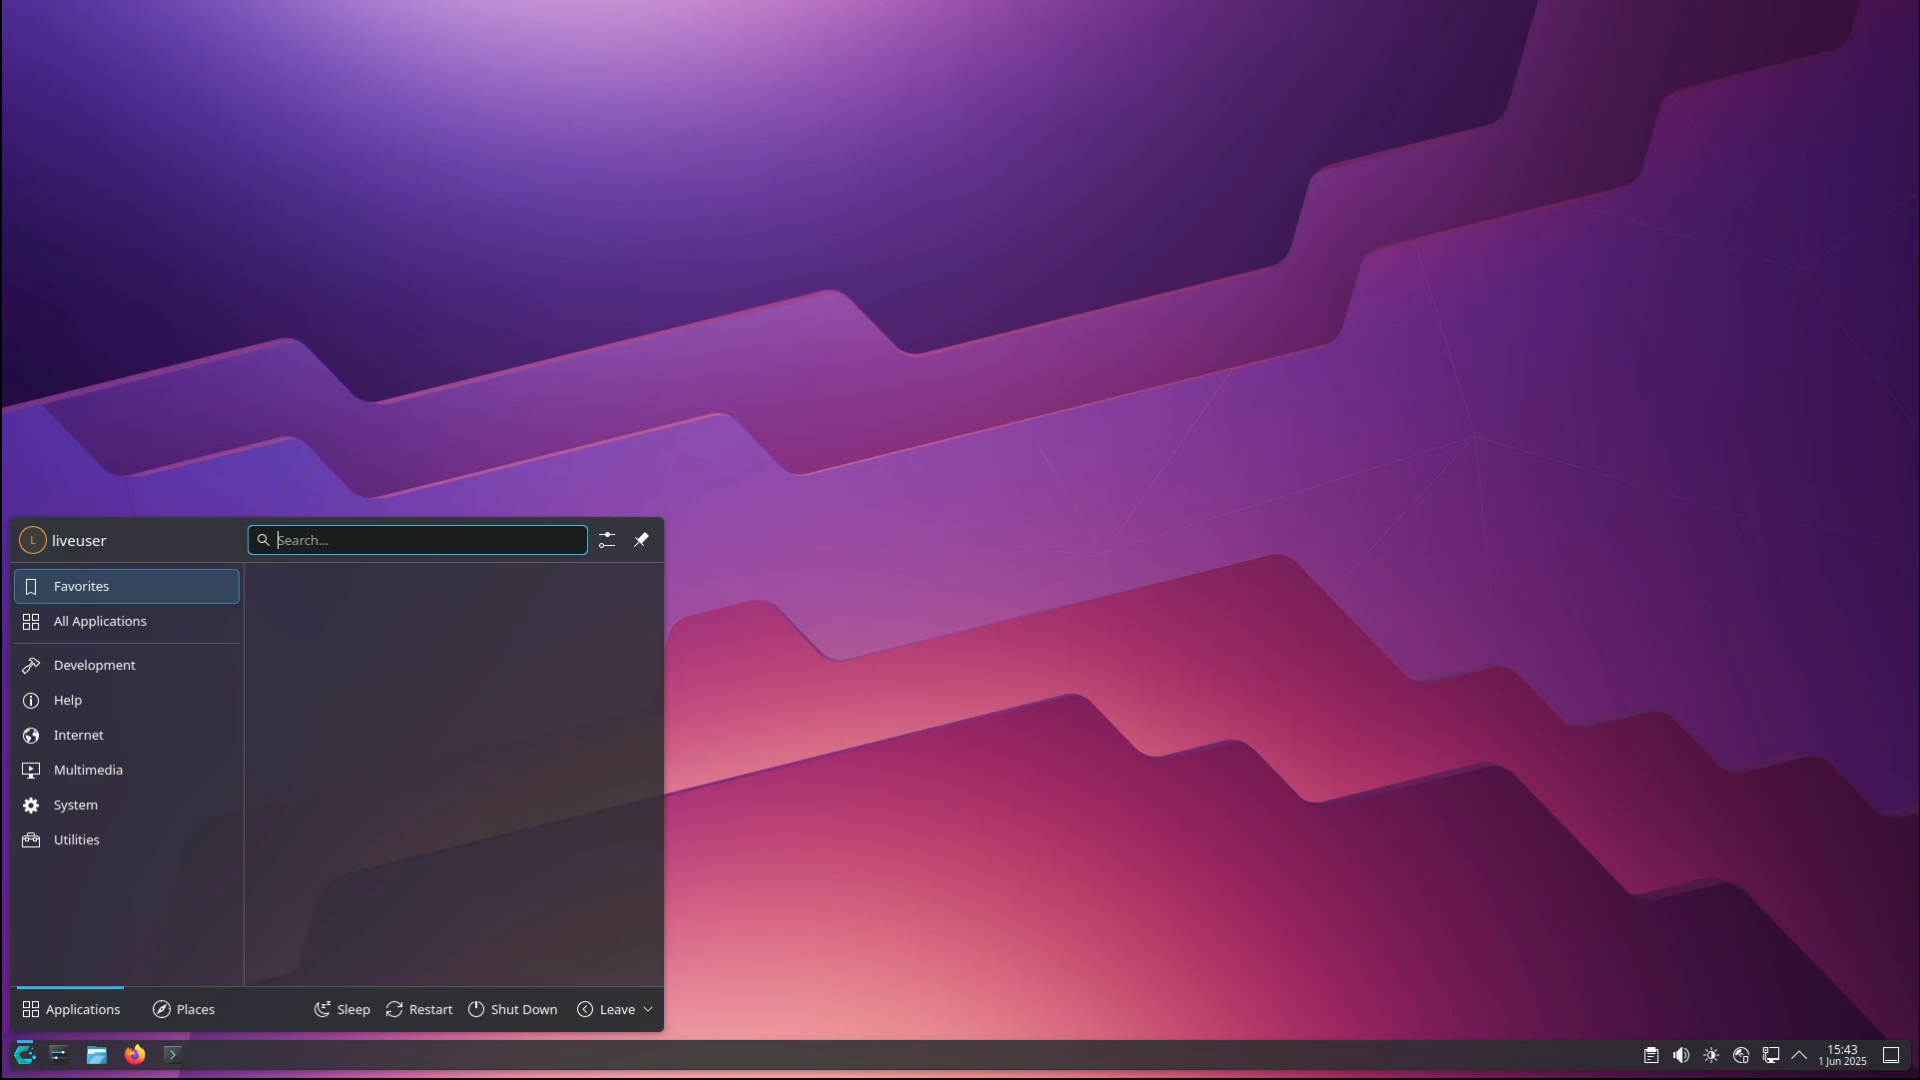 L
liveuser
Search...
Favorites
All Applications
Development
Help
Internet
Multimedia
System
Utilities
Applications
Places
Sleep
Restart
Shut Down
Leave
15:43
1 Jun 2025